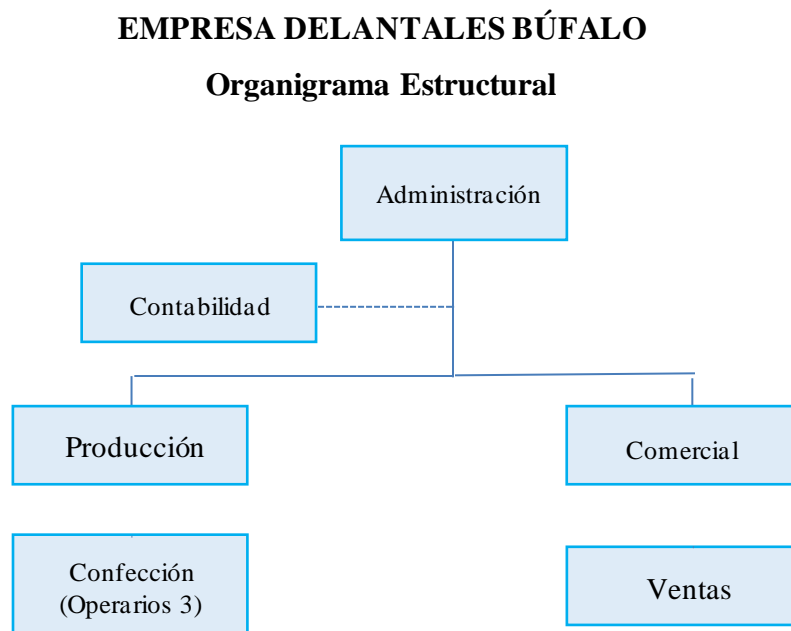 EMPRESA DELANTALES BÚFALO
Organigrama Estructural
Administración
Contabilidad
Producción
Comercial
Confección
(Operarios 3)
Ventas